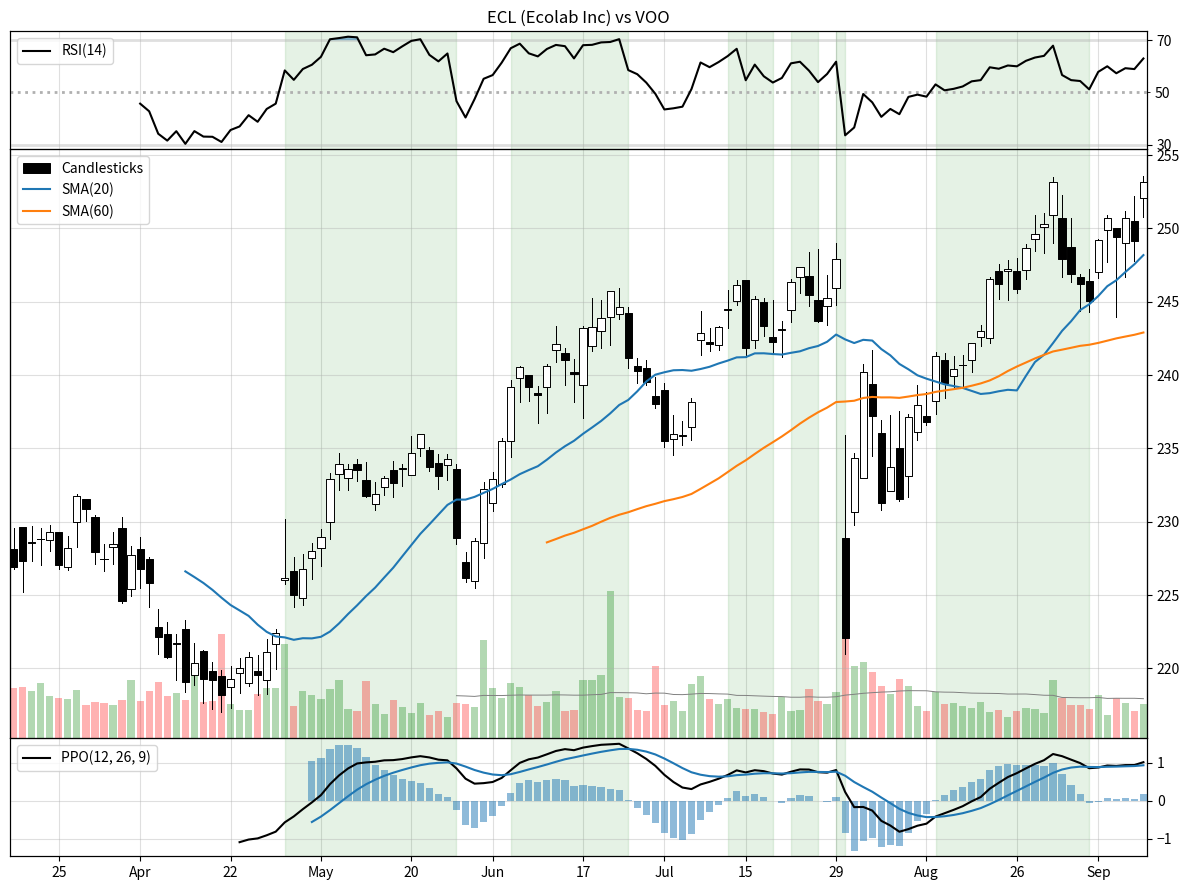 ECL (Ecolab Inc) vs VOO
RSI(14)
70
50
30
Candlesticks
SMA(20)
SMA(60)
255
250
245
240
235
230
225
220
PPO(12, 26, 9)
1
0
−1
25 Apr 22 May 20 Jun 17 Jul 15 29 Aug 26 Sep